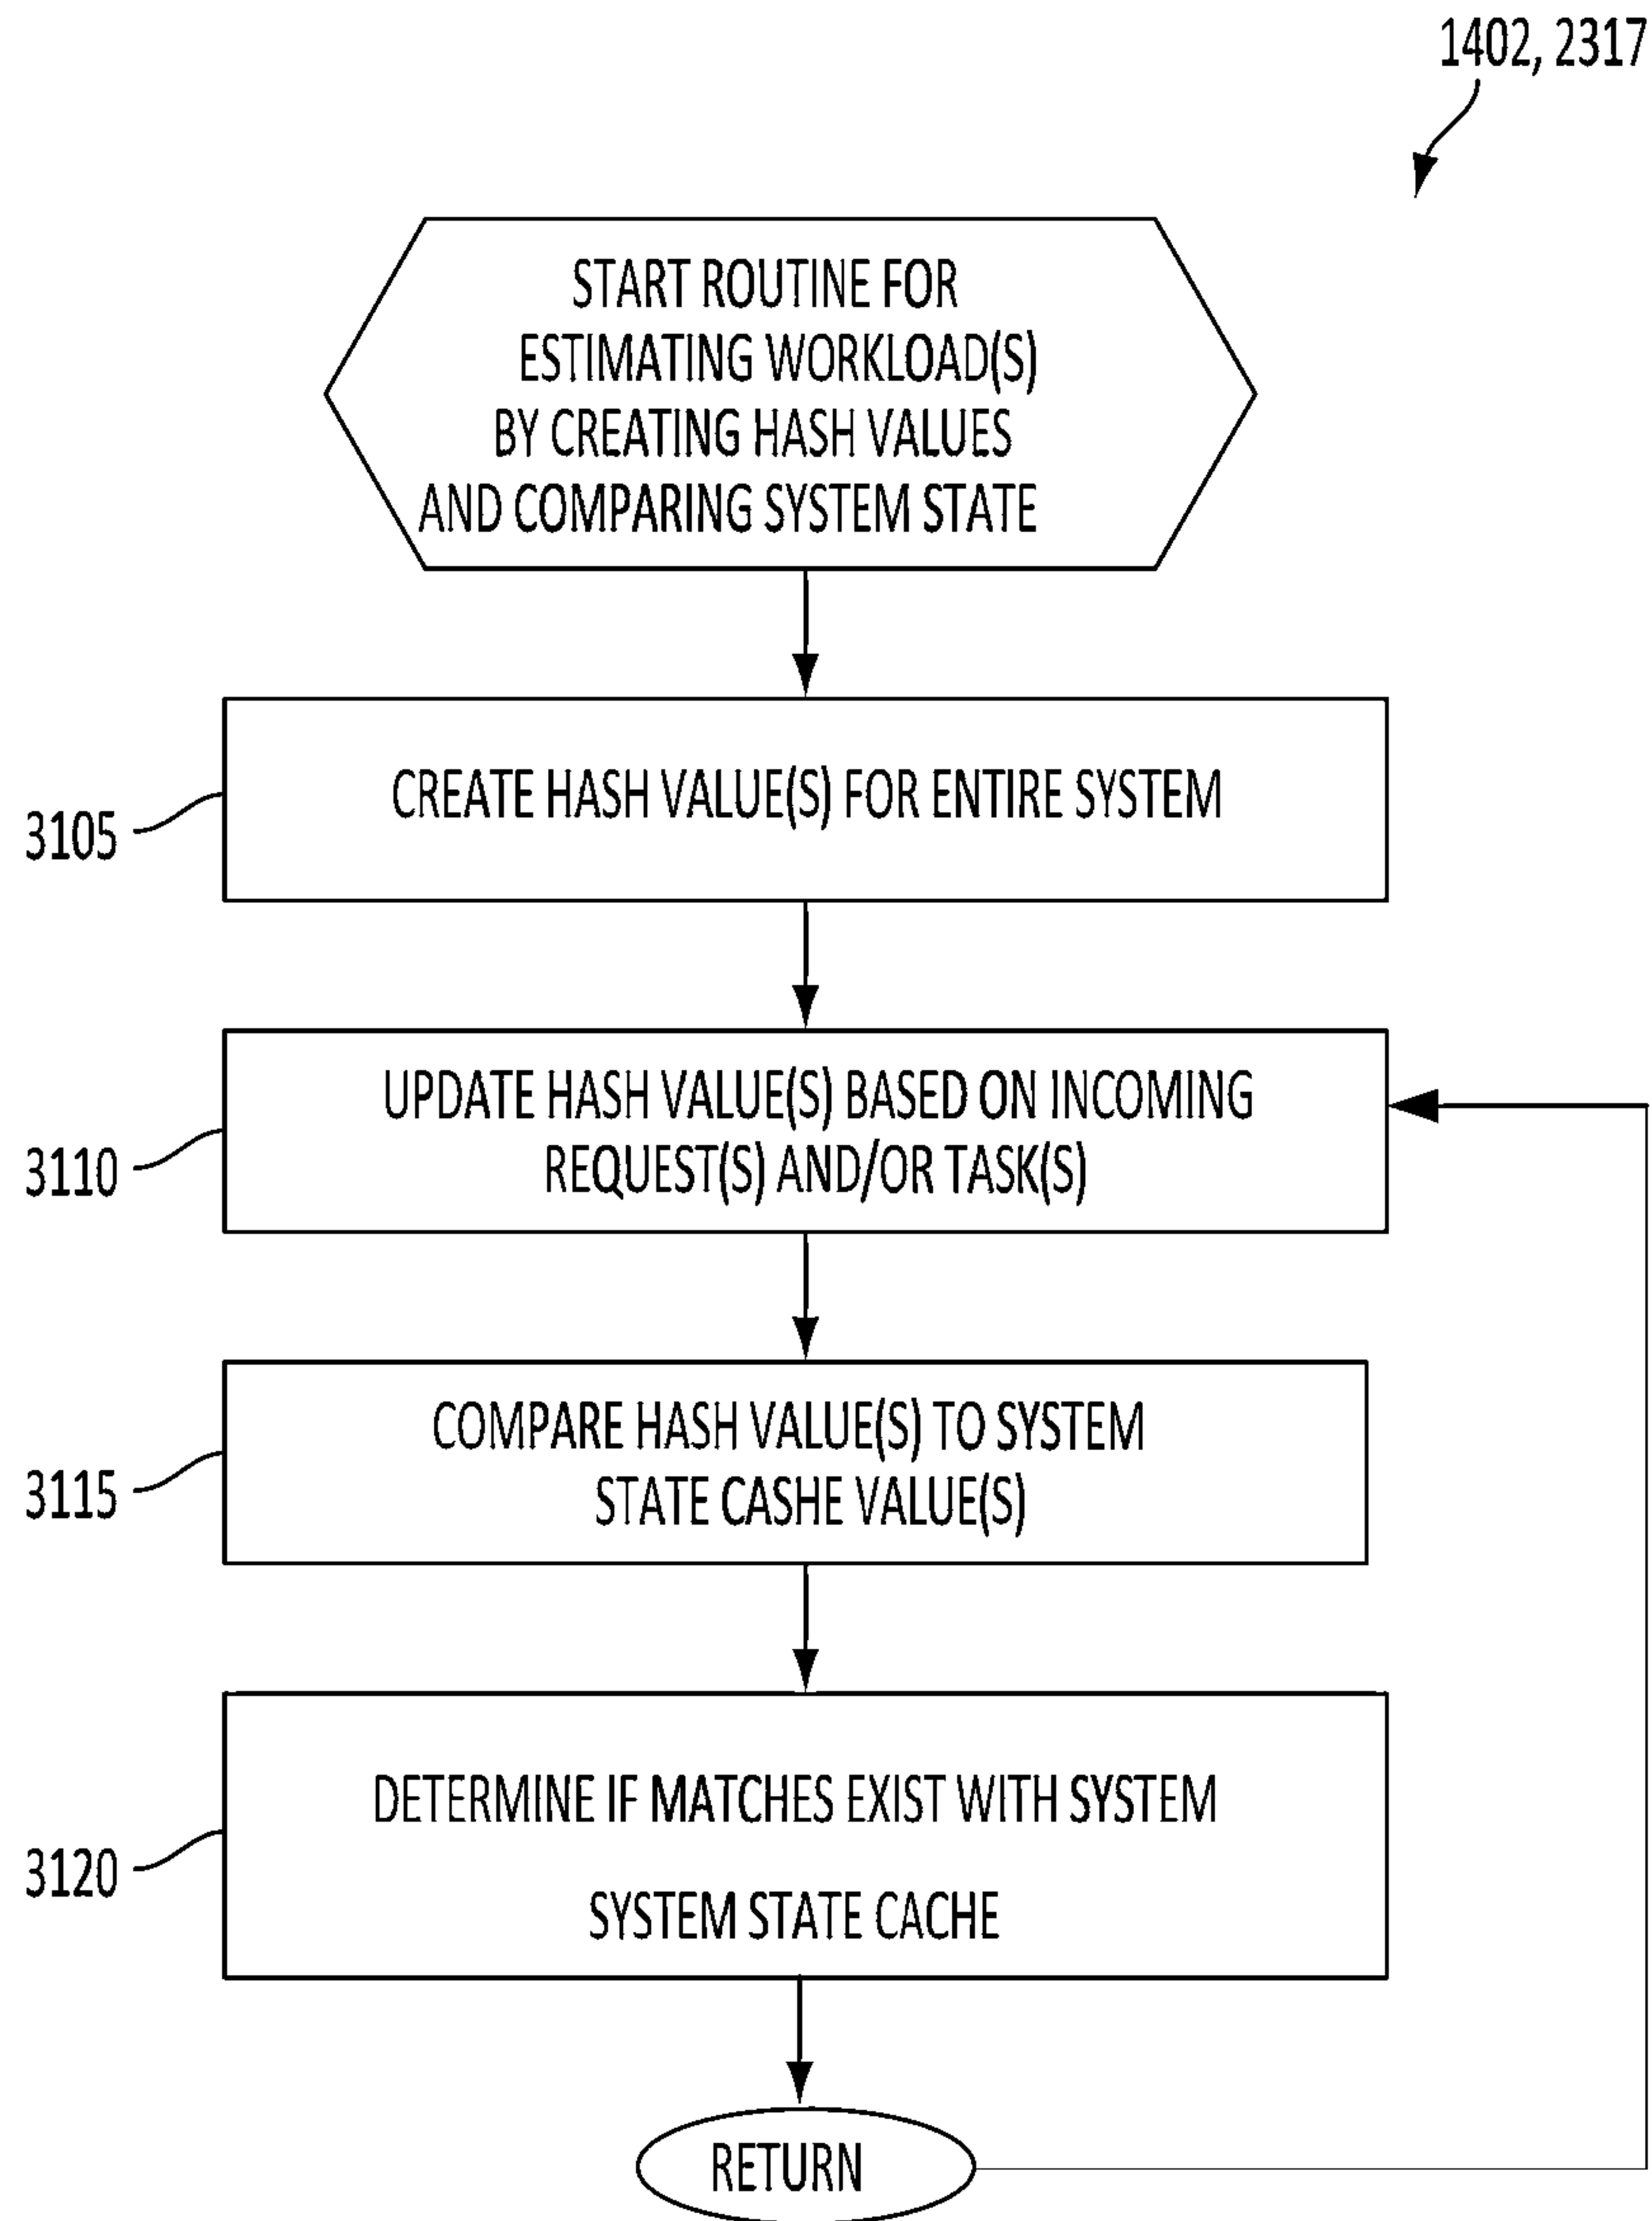 1402, 2317
START ROUTINE FOR
ESTIMATING WORKLOAD(S)
BY CREATING HASH VALUES
AND COMPARING SYSTEM STATE
CREATE HASH VALUE(S) FOR ENTIRE SYSTEM
3105
UPDATE HASH VALUE(S) BASED ON INCOMING
REQUEST(S) AND/OR TASK(S)
3110
COMPARE HASH VALUE(S) TO SYSTEM
STATE CASHE VALUE(S)
3115
DETERMINE IF MATCHES EXIST WITH SYSTEM
SYSTEM STATE CACHE
3120
RETURN